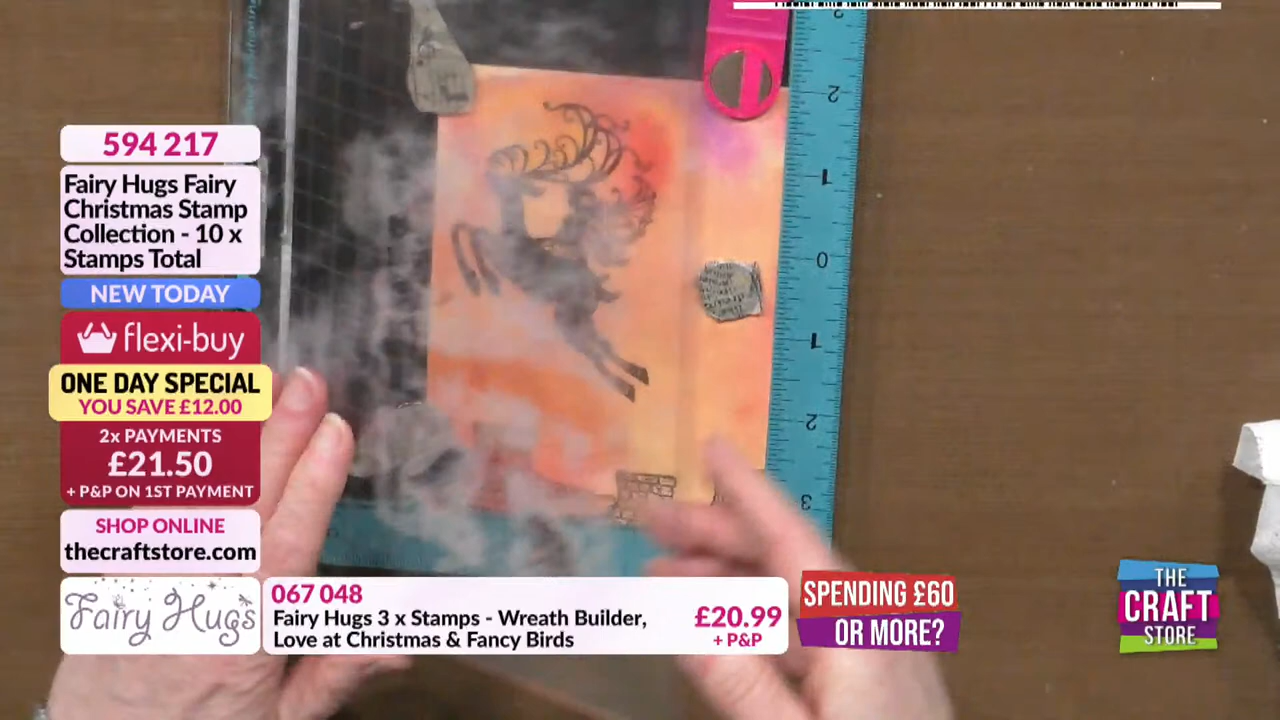 594 217
Fairy Hugs Fairy
Christmas Stamp
Collection - 10 x
Stamps Total
NEW TODAY
flexi-buy
ONE DAY SPECIAL
YOU SAVE £12.00
2x PAYMENTS
£21.50
+ P&P ON 1ST PAYMENT
SHOP ONLINE
thecraftstore.com
Fairy Hugs
067 048
Fairy Hugs 3 x Stamps - Wreath Builder,
Love at Christmas & Fancy Birds
£20.99
+ P&P
SPENDING £60
OR MORE?
THE
CRAFT
STORE
2
1
0
1
2
3